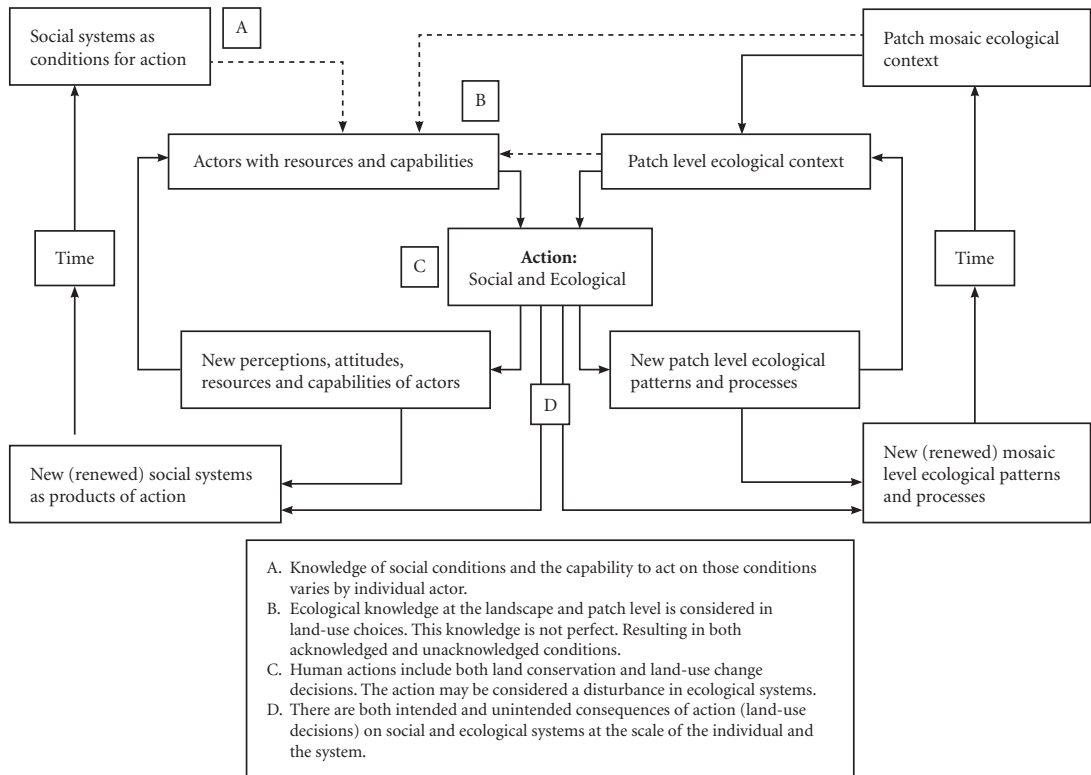 Social systems as
conditions for action
A
Patch mosaic ecological
context
B
Actors with resources and capabilities
Patch level ecological context
Time
C
Action:
Social and Ecological
Time
New perceptions, attitudes,
resources and capabilities of actors
New patch level ecological
patterns and processes
D
New (renewed) social systems
as products of action
New (renewed) mosaic
level ecological patterns
and processes
A. Knowledge of social conditions and the capability to act on those conditions
varies by individual actor.
B. Ecological knowledge at the landscape and patch level is considered in
land-use choices. This knowledge is not perfect. Resulting in both
acknowledged and unacknowledged conditions.
C. Human actions include both land conservation and land-use change
decisions. The action may be considered a disturbance in ecological systems.
D. There are both intended and unintended consequences of action (land-use
decisions) on social and ecological systems at the scale of the individual and
the system.